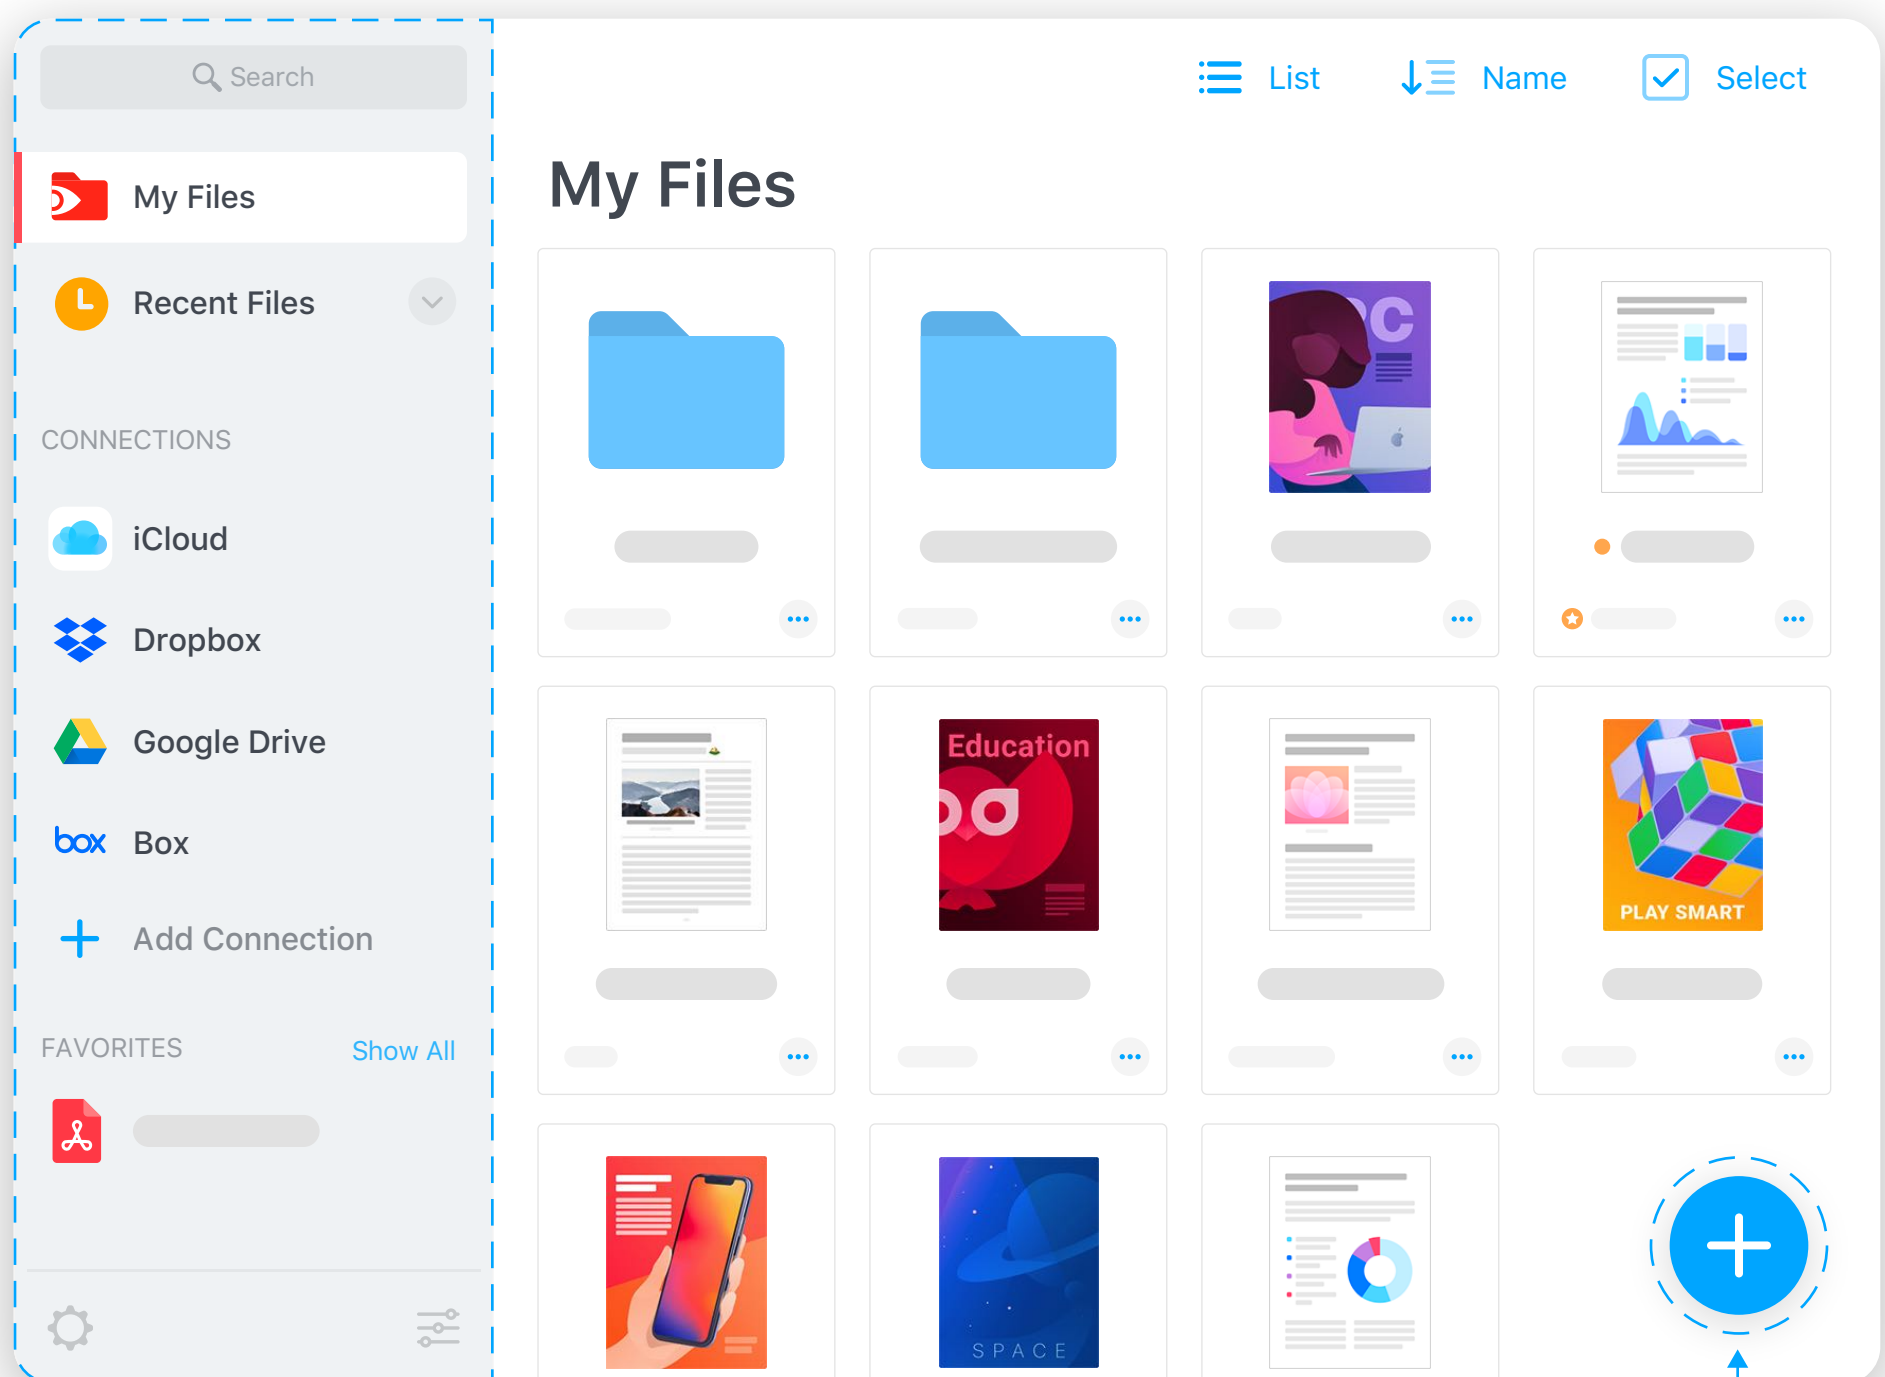 Search
My Files
Recent Files
CONNECTIONS
iCloud
Dropbox
Google Drive
box Box
Add Connection
FAVORITES Show All
List Name Select
My Files
Education
PLAY SMART
SPACE